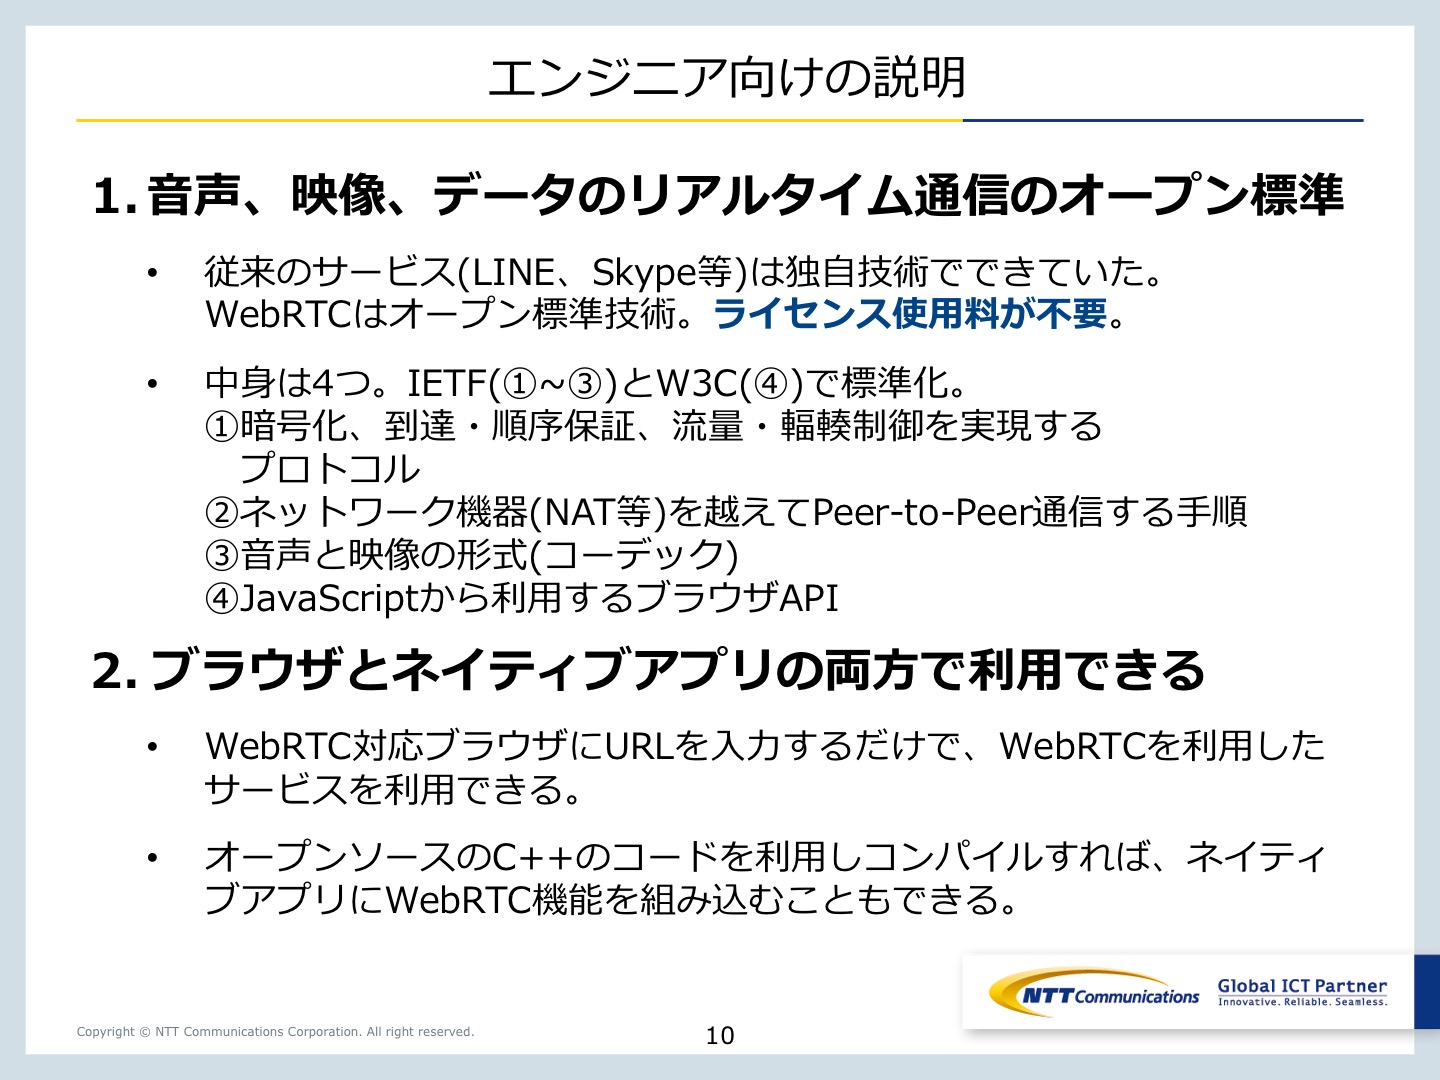 エンジニア向けの説明
1. 音声、映像、データのリアルタイム通信のオープン標準
• 従来のサービス(LINE、Skype等)は独自技術でできていた。
WebRTCはオープン標準技術。ライセンス使用料が不要。
• 中身は4つ。IETF(①~③)とW3C(④)で標準化。
①暗号化、到達・順序保証、流量・輻輳制御を実現する
プロトコル
②ネットワーク機器(NAT等)を越えてPeer-to-Peer通信する手順
③音声と映像の形式(コーデック)
④JavaScriptから利用するブラウザAPI
2. ブラウザとネイティブアプリの両方で利用できる
• WebRTC対応ブラウザにURLを入力するだけで、WebRTCを利用した
サービスを利用できる。
• オープンソースのC++のコードを利用しコンパイルすれば、ネイティ
ブアプリにWebRTC機能を組み込むこともできる。
NTT Communications
Global ICT Partner
Innovative. Reliable. Seamless.
Copyright © NTT Communications Corporation. All right reserved.
10